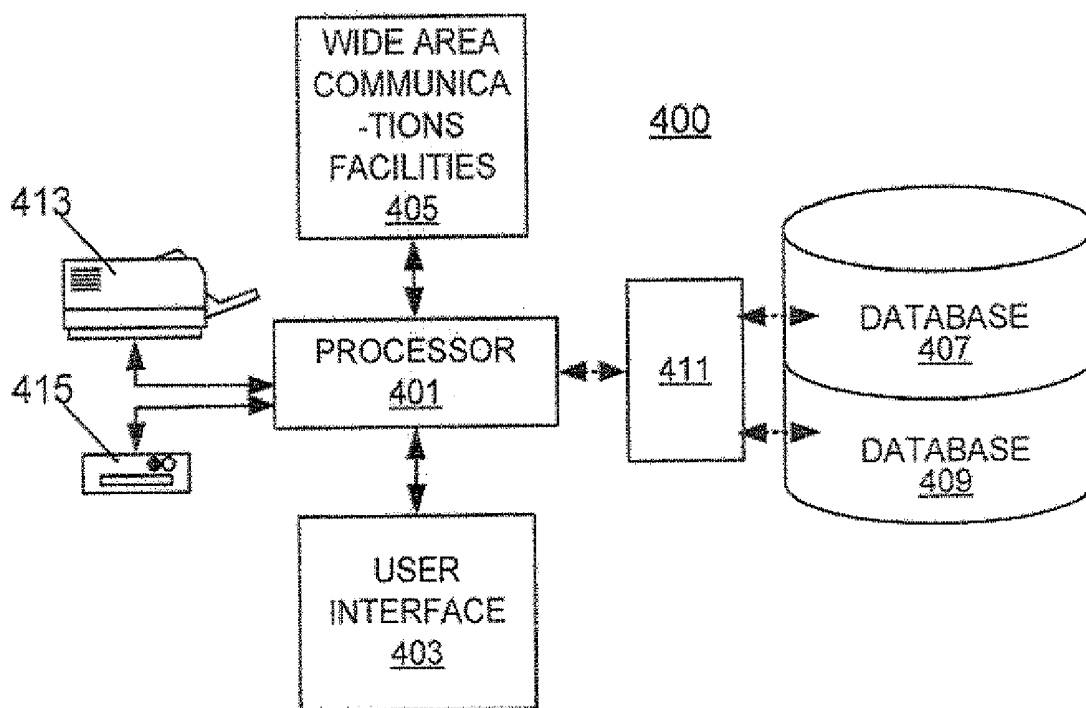 WIDE AREA
COMMUNICA
-TIONS
FACILITIES
405
400
413
PROCESSOR
401
411
DATABASE
407
415
DATABASE
409
USER
INTERFACE
403